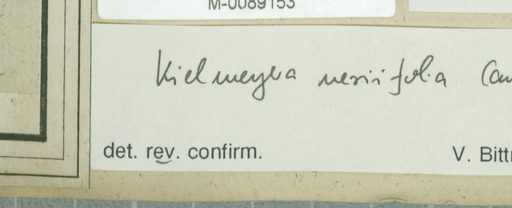 M-0089153
Kielmeyera neriifolia Cam
det. rev. confirm.
V. Bitt